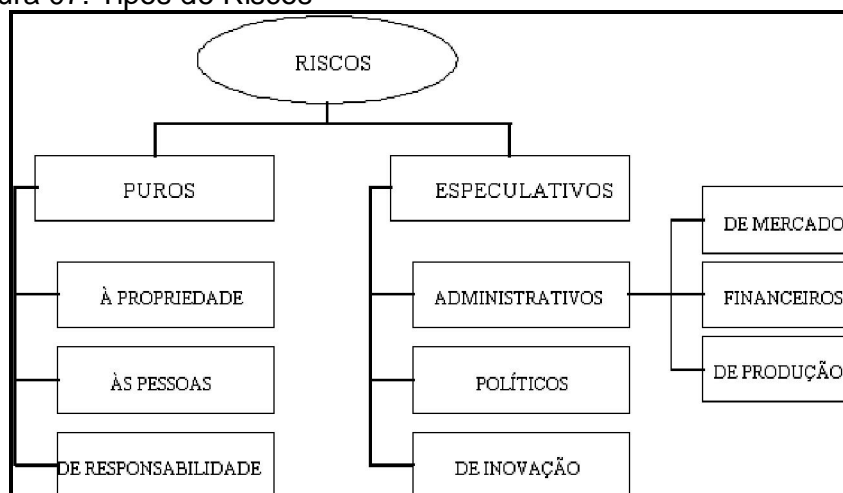 07. Tipos de Riscos
RISCOS
PUROS
ESPECULATIVOS
DE MERCADO
À PROPRIEDADE
ADMINISTRATIVOS
FINANCEIROS
ÀS PESSOAS
POLÍTICOS
DE PRODUÇÃO
DE RESPONSABILIDADE
DE INOVAÇÃO